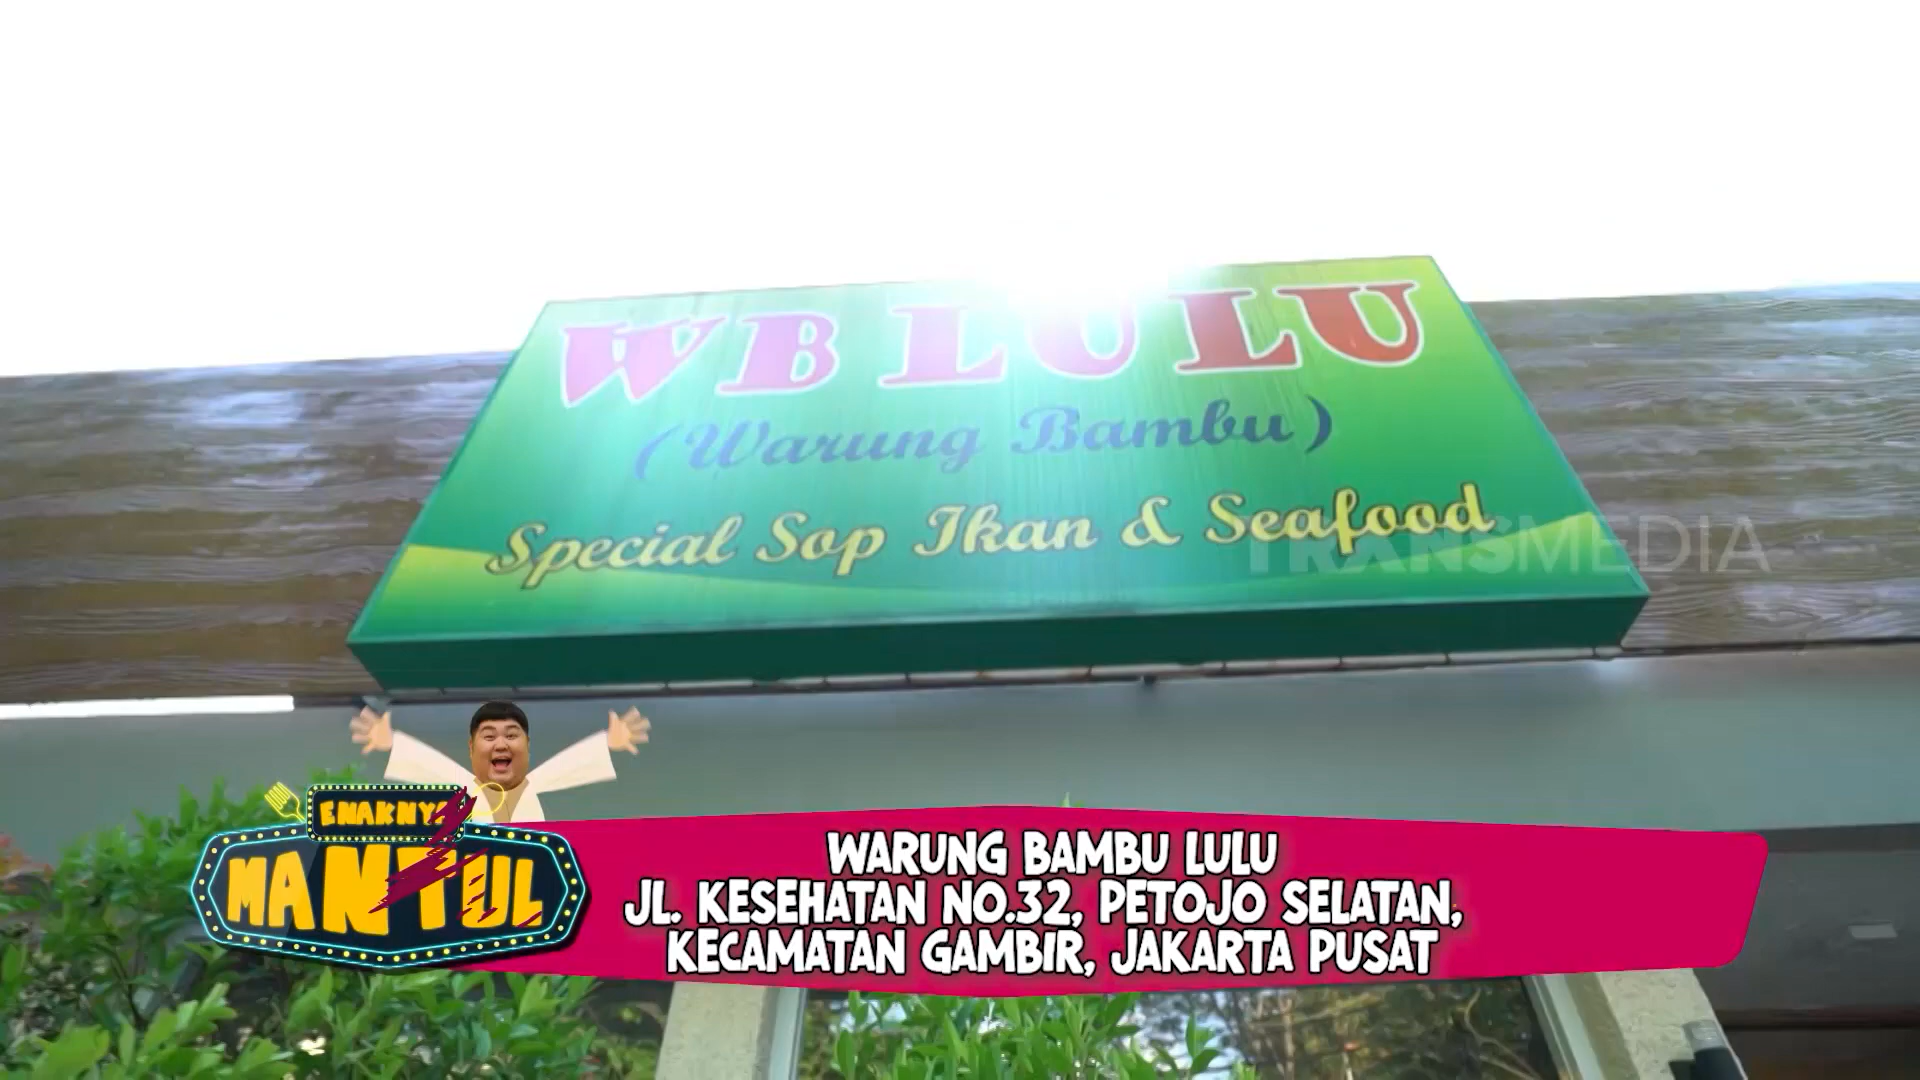 WB LULU
(Warung Bambu)
Special Sop Ikan & Seafood
TRANSMEDIA
ENAKNYA
MANTUL
WARUNG BAMBU LULU
JL. KESEHATAN NO.32, PETOJO SELATAN,
KECAMATAN GAMBIR, JAKARTA PUSAT